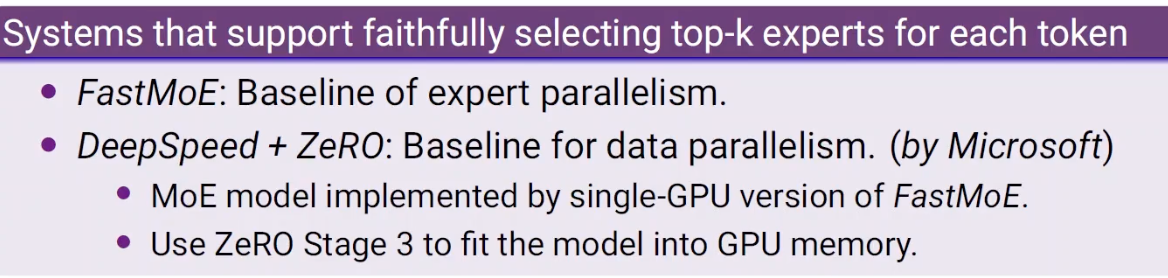 Systems that support faithfully selecting top-k experts for each token
• FastMoE: Baseline of expert parallelism.
• DeepSpeed + ZeRO: Baseline for data parallelism. (by Microsoft)
• MoE model implemented by single-GPU version of FastMoE.
• Use ZeRO Stage 3 to fit the model into GPU memory.